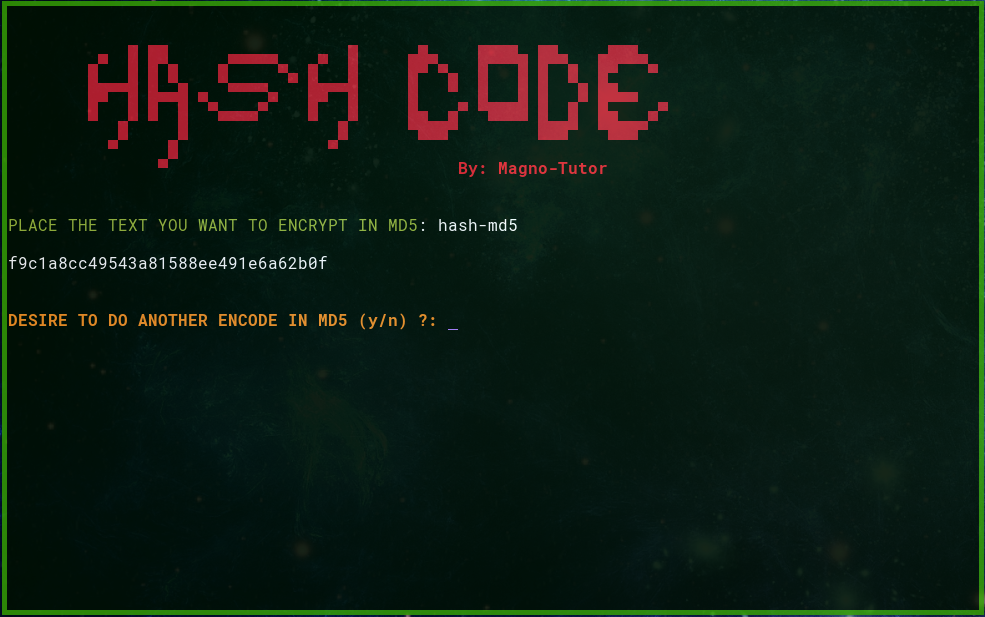 HASH CODE
By: Magno-Tutor
PLACE THE TEXT YOU WANT TO ENCRYPT IN MD5: hash-md5
f9c1a8cc49543a81588ee491e6a62b0f
DESIRE TO DO ANOTHER ENCODE IN MD5 (y/n) ?: _